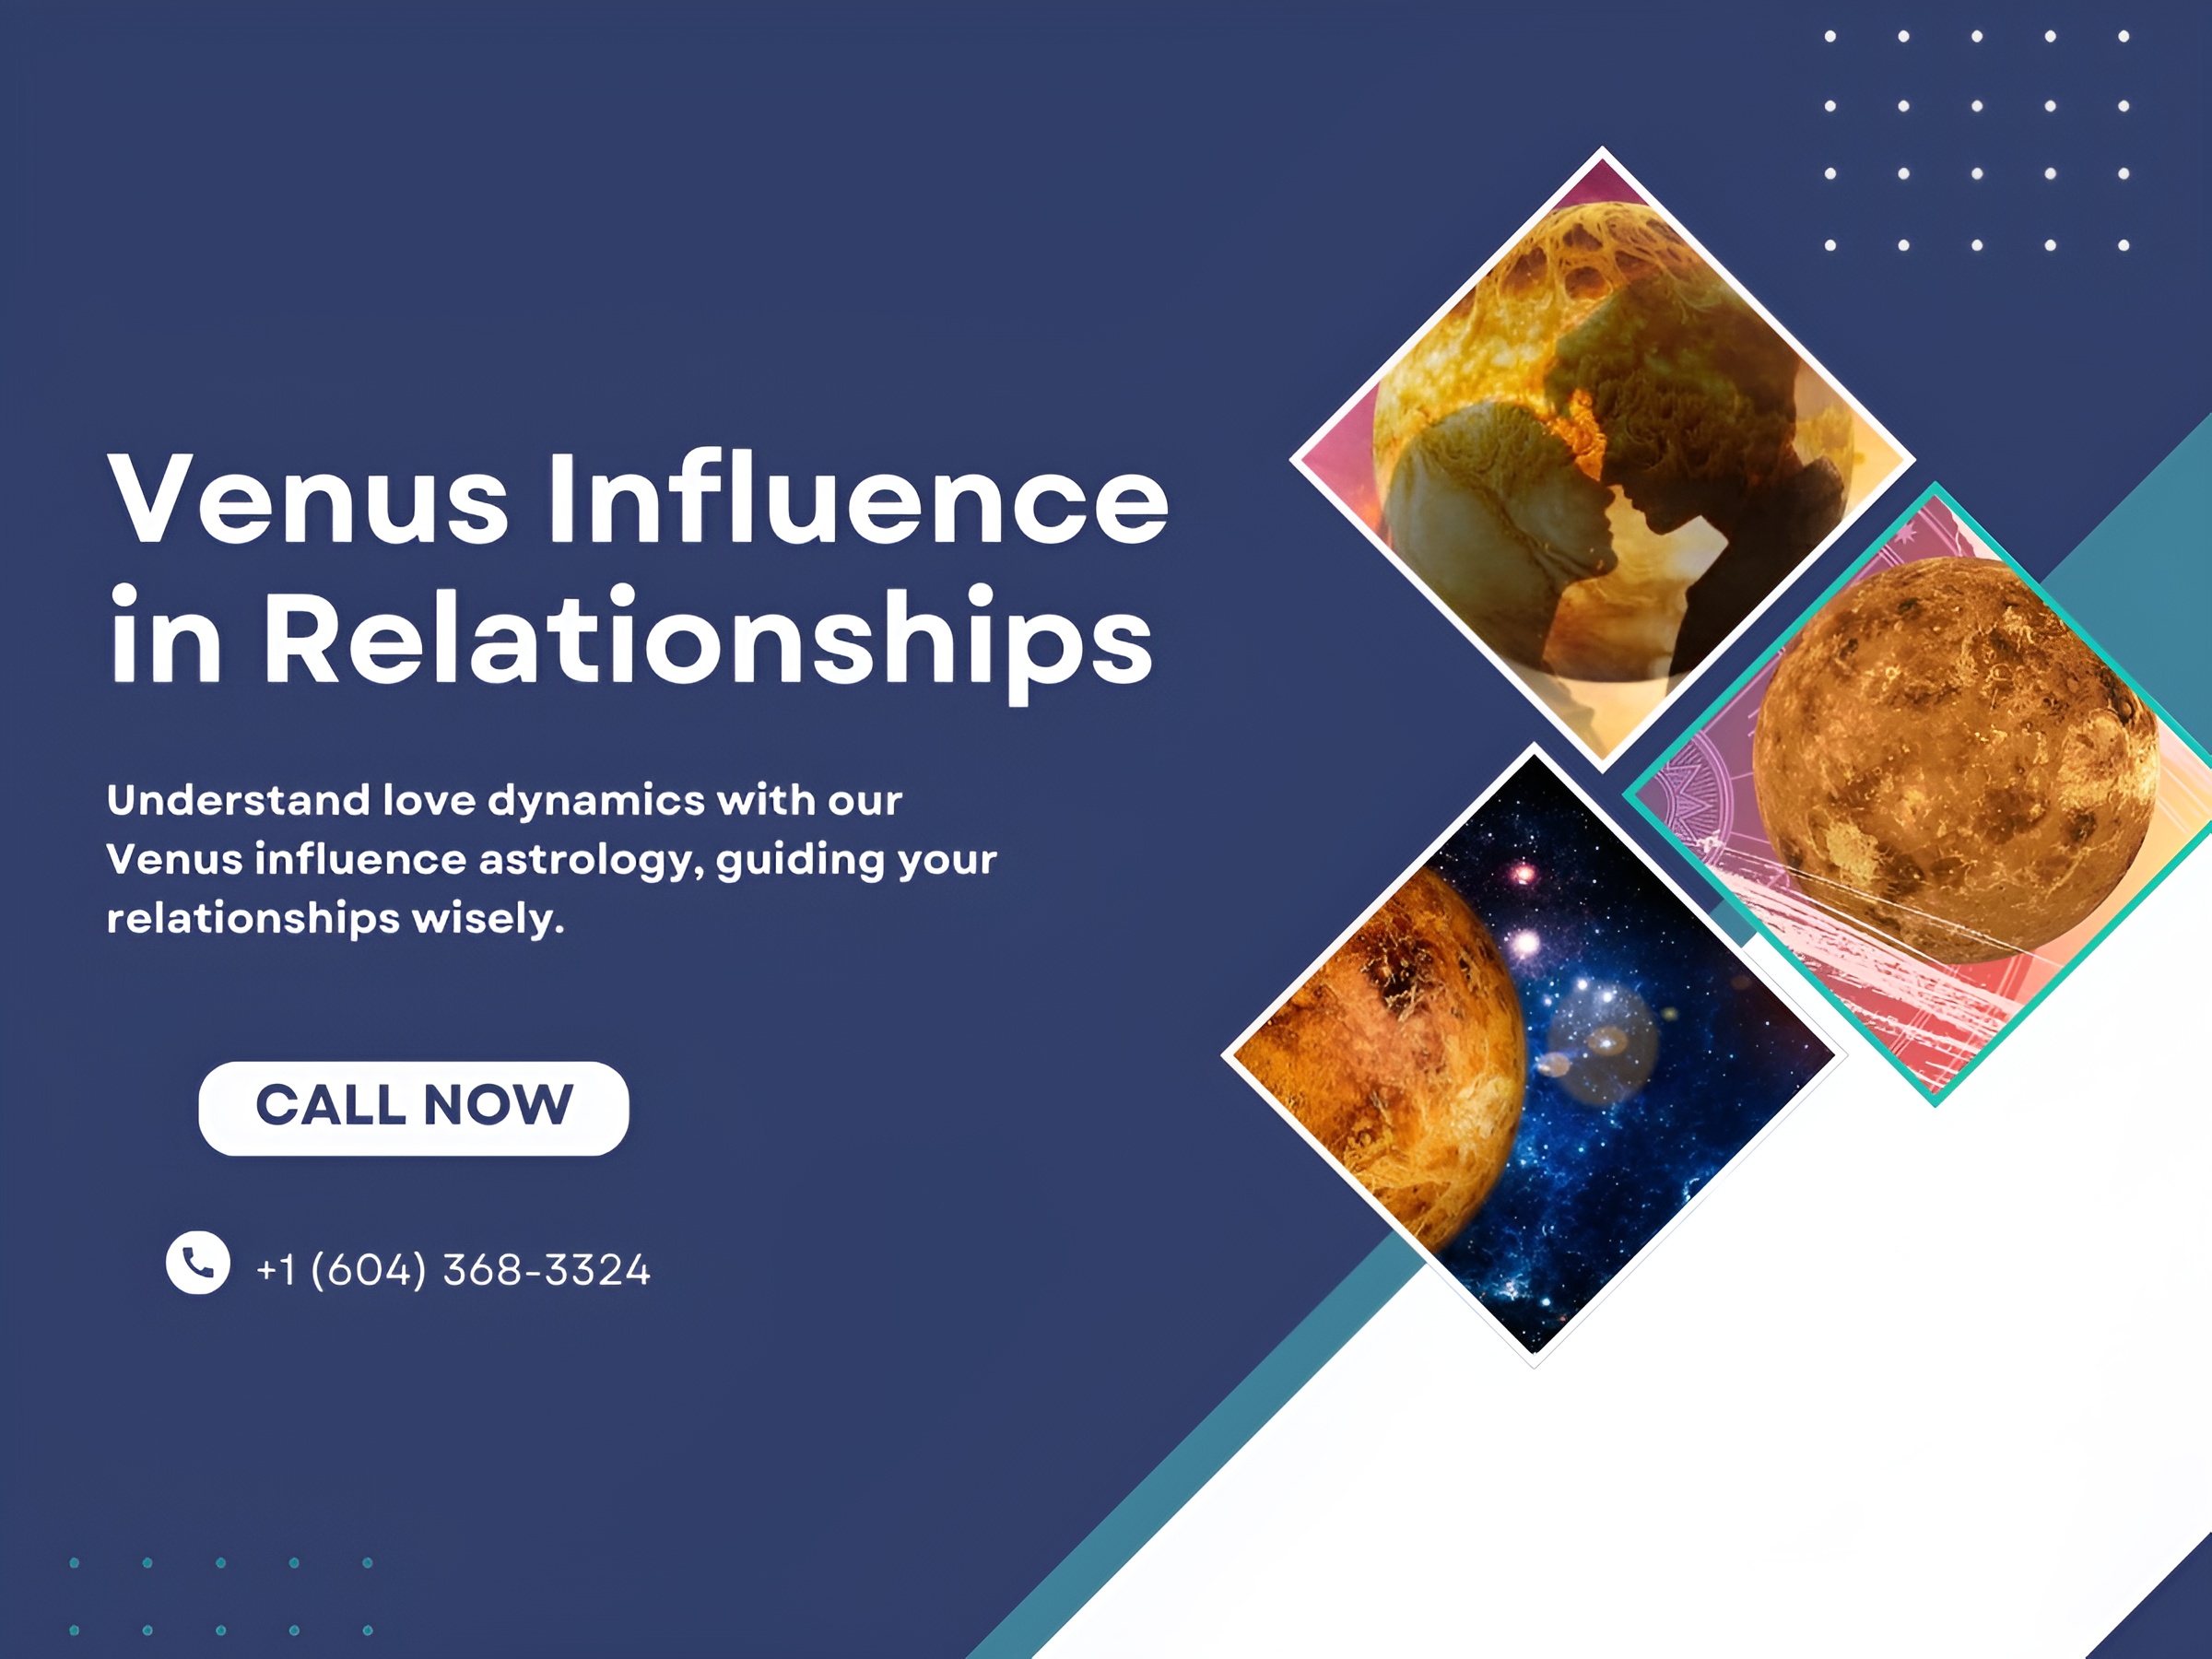 Venus Influence
in Relationships
Understand love dynamics with our
Venus influence astrology, guiding your
relationships wisely.
CALL NOW
+1 (604) 368-3324